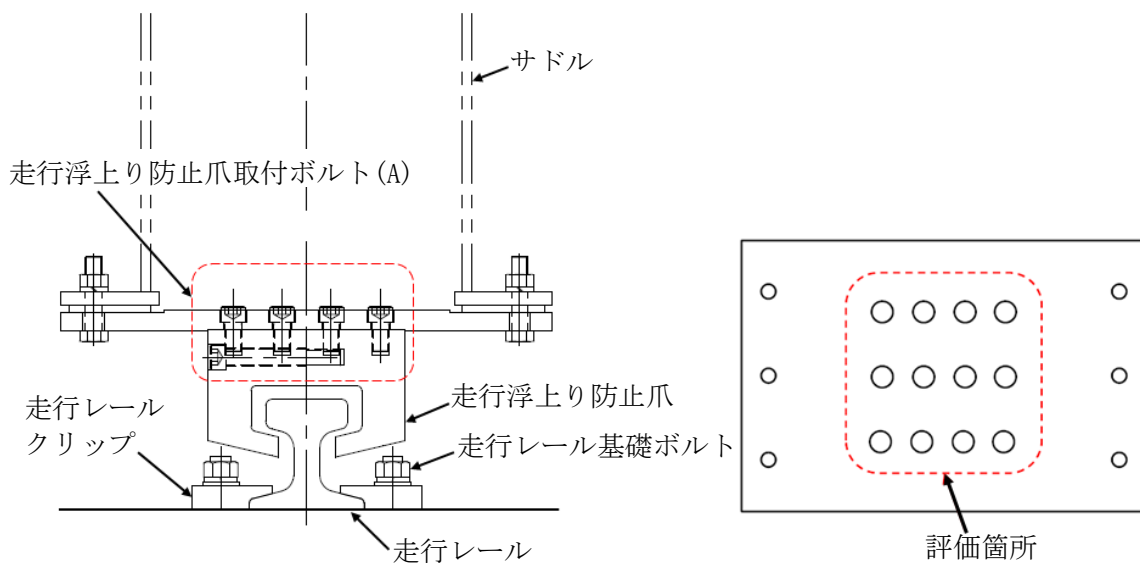 サドル
走行浮上り防止爪取付ボルト(A)
走行レール
クリップ
走行浮上り防止爪
走行レール基礎ボルト
走行レール
評価箇所